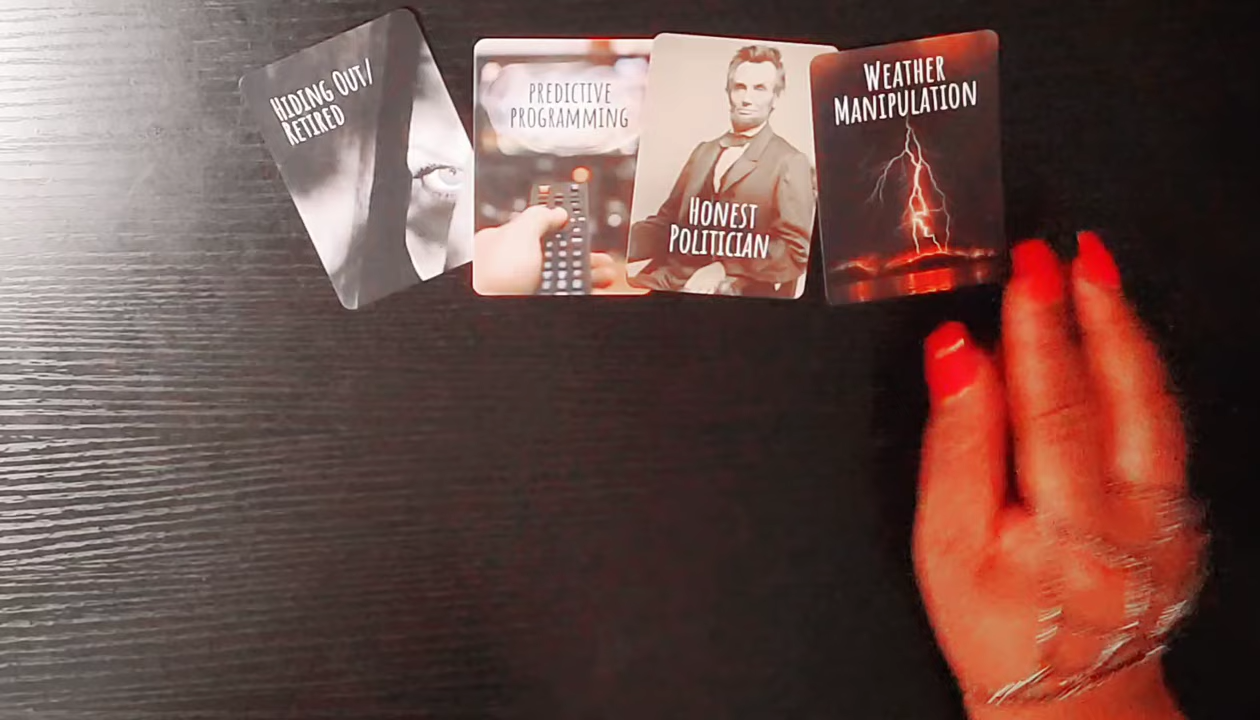 HIDING OUT/
RETIRED
PREDICTIVE
PROGRAMMING
HONEST
POLITICIAN
WEATHER
MANIPULATION